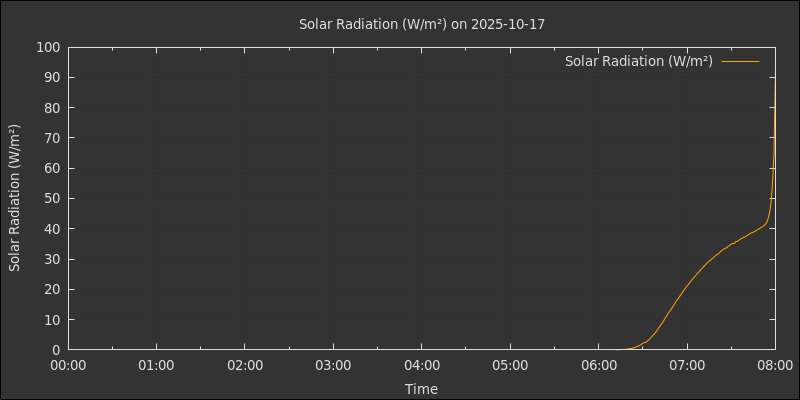 Solar Radiation (W/m²) on 2025-10-17
Solar Radiation (W/m²)
100
90
80
70
60
50
40
30
20
10
0
Solar Radiation (W/m²)
00:00 01:00 02:00 03:00 04:00 05:00 06:00 07:00 08:00
Time